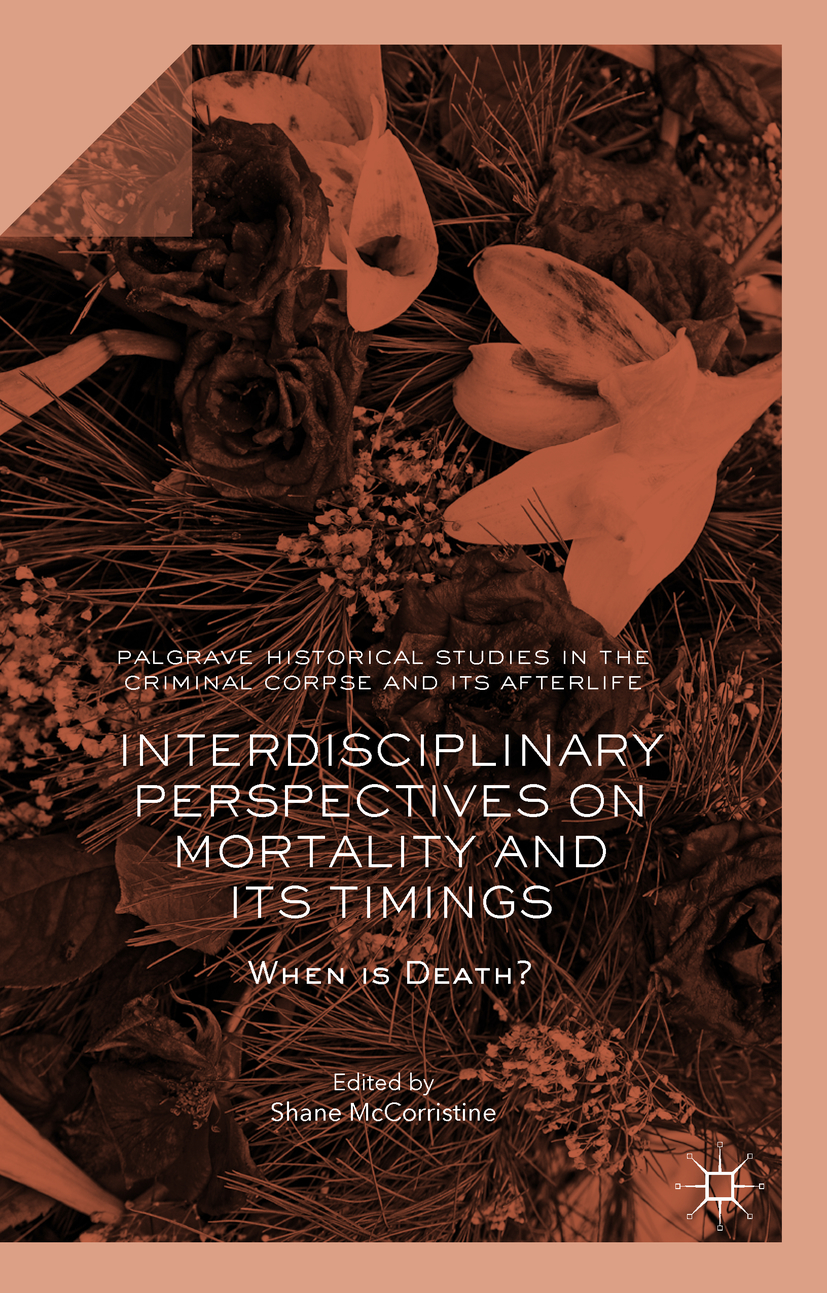 PALGRAVE HISTORICAL STUDIES IN THE
CRIMINAL CORPSE AND ITS AFTERLIFE
INTERDISCIPLINARY
PERSPECTIVES ON
MORTALITY AND
ITS TIMINGS
WHEN IS DEATH?
Edited by
Shane McCorristine